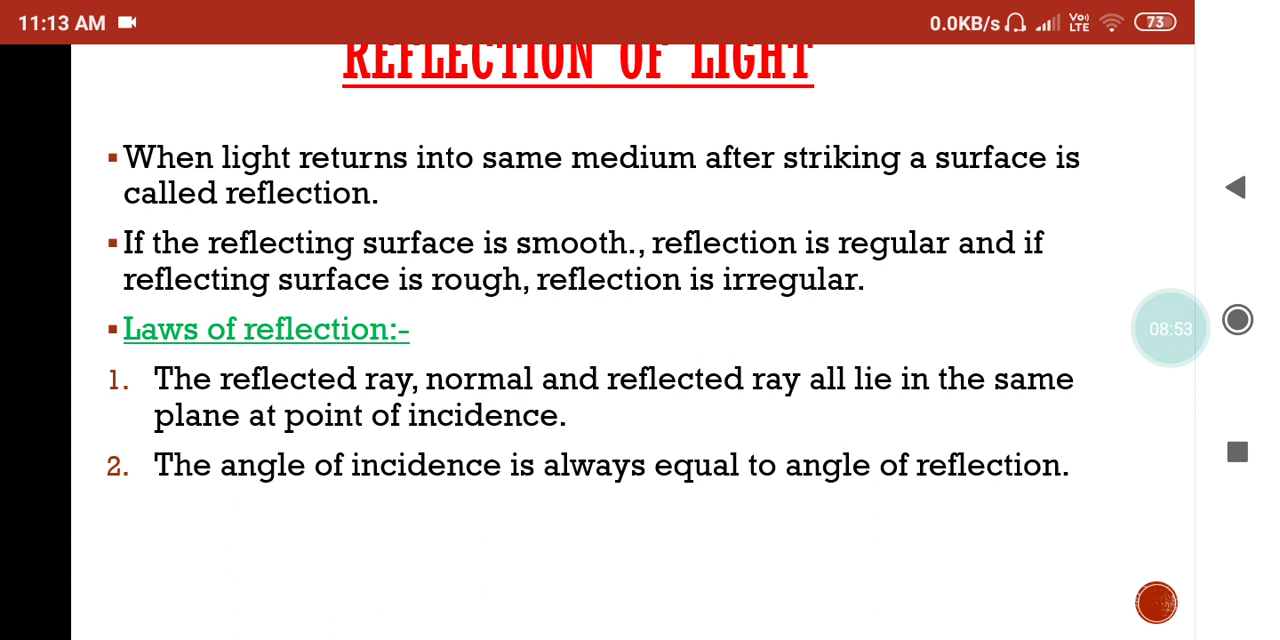 11:13 AM
0.0KB/s
Vo))
LTE
73
REFLECTION OF LIGHT
▪When light returns into same medium after striking a surface is
called reflection.
▪If the reflecting surface is smooth., reflection is regular and if
reflecting surface is rough, reflection is irregular.
▪Laws of reflection:-
1. The reflected ray, normal and reflected ray all lie in the same
plane at point of incidence.
2. The angle of incidence is always equal to angle of reflection.
08:53